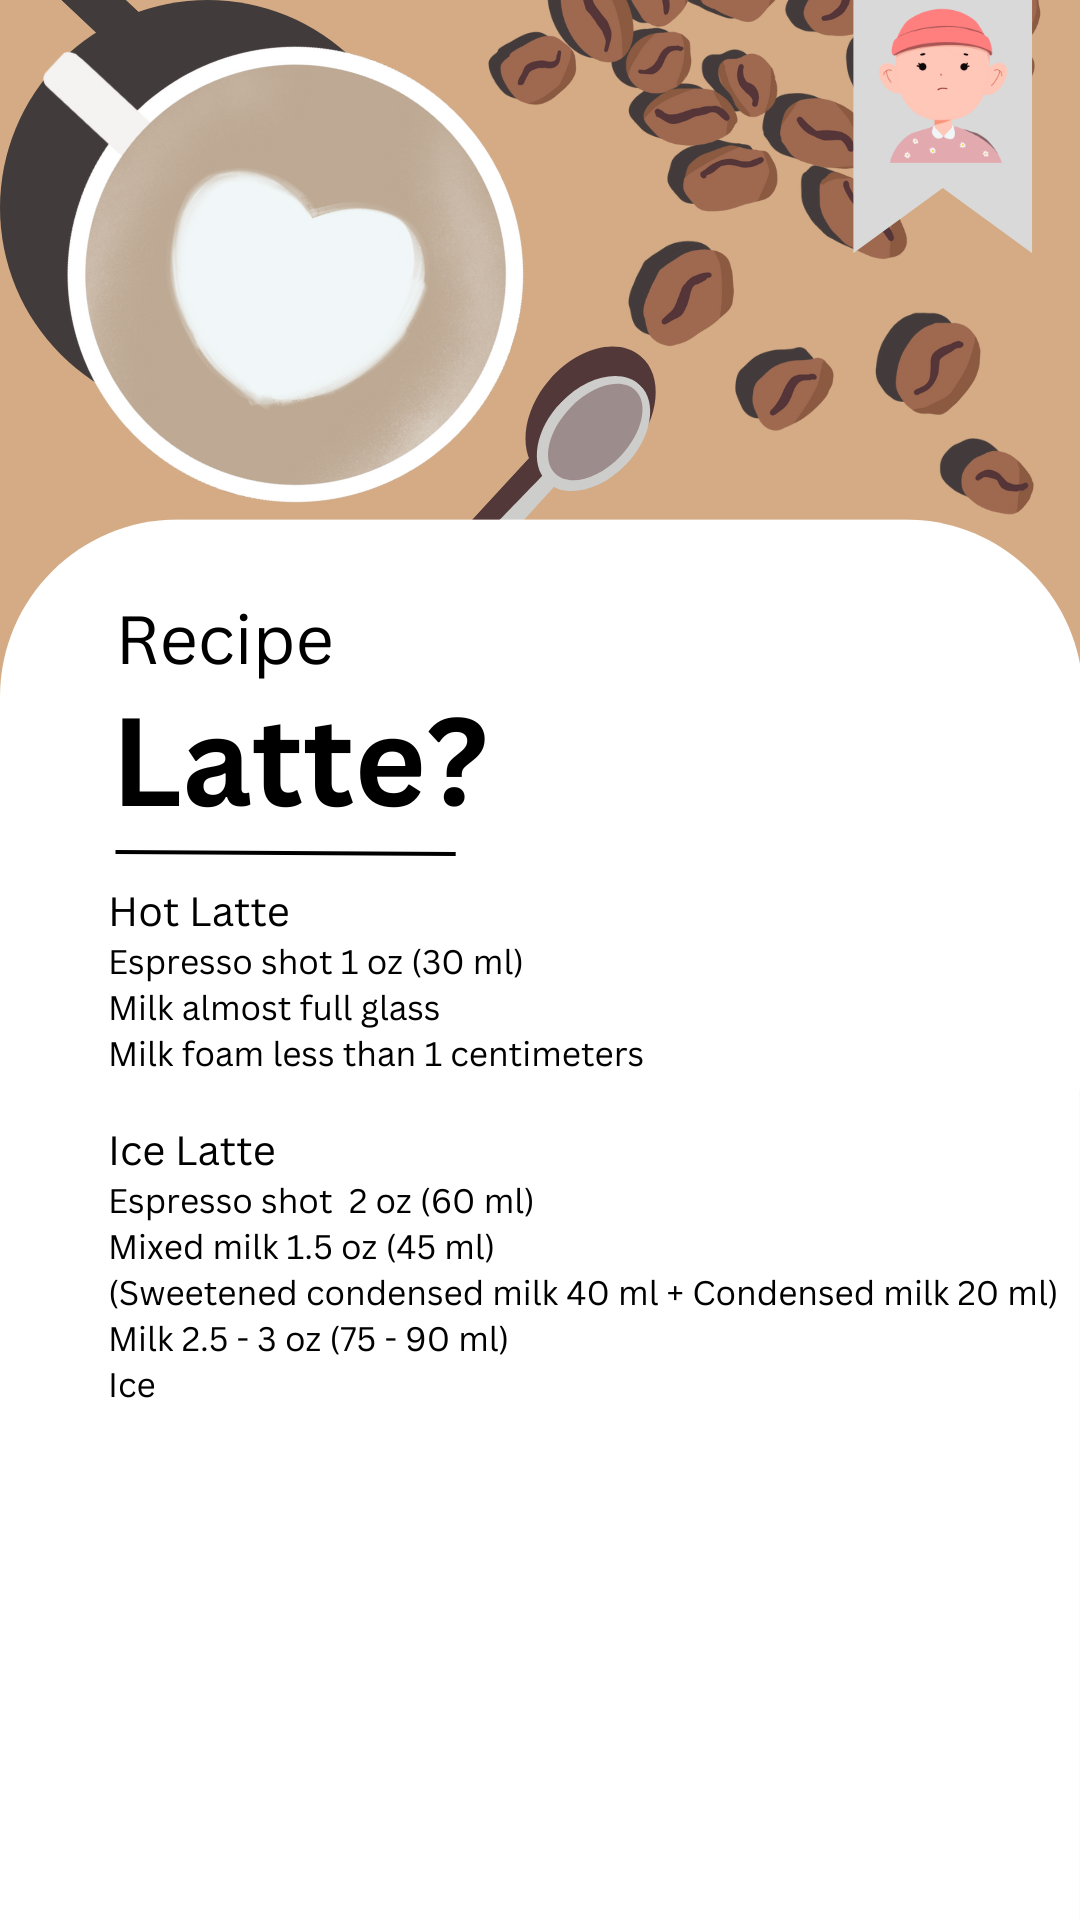 Recipe
Latte?
Hot Latte
Espresso shot 1 oz (30 ml)
Milk almost full glass
Milk foam less than 1 centimeters
Ice Latte
Espresso shot  2 oz (60 ml)
Mixed milk 1.5 oz (45 ml)
(Sweetened condensed milk 40 ml + Condensed milk 20 ml)
Milk 2.5 - 3 oz (75 - 90 ml)
Ice